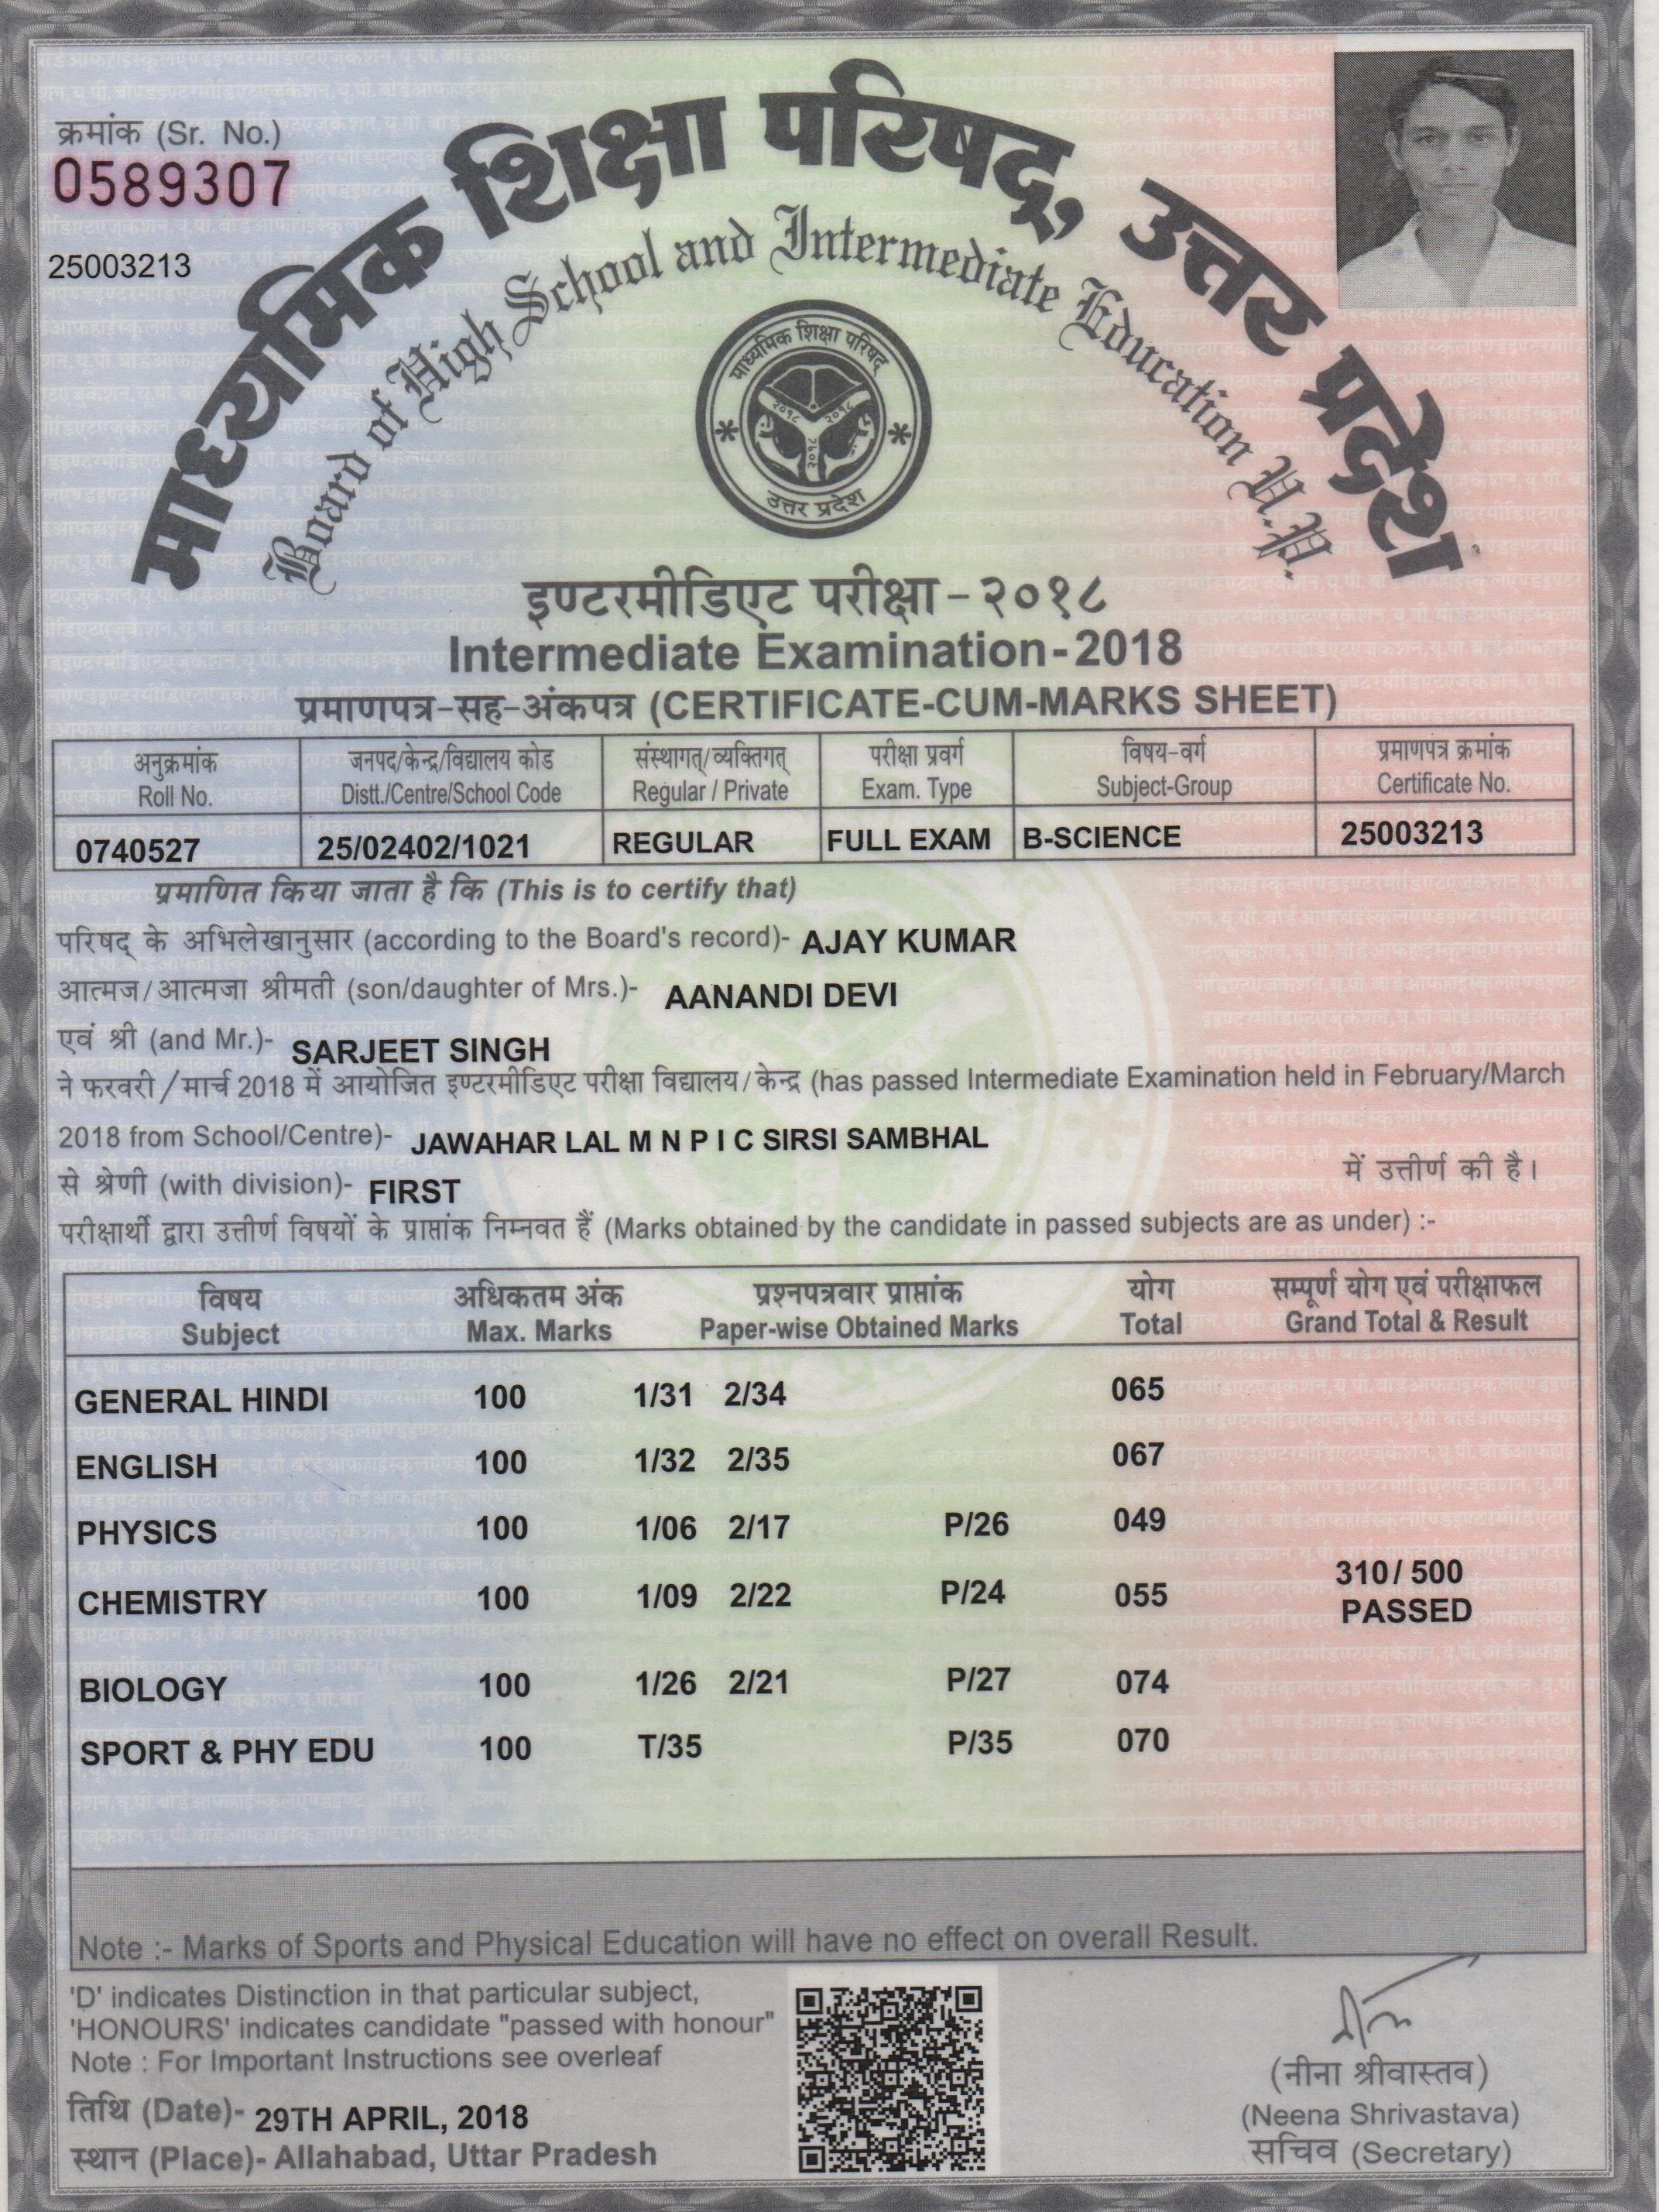 क्रमांक (Sr. No.)
0589307
25003213
माध्यमिक शिक्षा परिषद्, उत्तर प्रदेश
Board of High School and Intermediate Education U.P.
माध्यमिक शिक्षा परिषद्
२०१८ २०१८
२०१८
उत्तर प्रदेश
इण्टरमीडिएट परीक्षा-२०१८
Intermediate Examination-2018
प्रमाणपत्र-सह-अंकपत्र (CERTIFICATE-CUM-MARKS SHEET)
अनुक्रमांक जनपद/केन्द्र/विद्यालय कोड संस्थागत्/व्यक्तिगत् परीक्षा प्रवर्ग विषय-वर्ग प्रमाणपत्र क्रमांक
Roll No. Distt./Centre/School Code Regular / Private Exam. Type Subject-Group Certificate No.
0740527 25/02402/1021 REGULAR FULL EXAM B-SCIENCE 25003213
प्रमाणित किया जाता है कि (This is to certify that)
परिषद् के अभिलेखानुसार (according to the Board's record)- AJAY KUMAR
आत्मज/आत्मजा श्रीमती (son/daughter of Mrs.)- AANANDI DEVI
एवं श्री (and Mr.)- SARJEET SINGH
ने फरवरी/मार्च 2018 में आयोजित इण्टरमीडिएट परीक्षा विद्यालय/केन्द्र (has passed Intermediate Examination held in February/March
2018 from School/Centre)- JAWAHAR LAL M N P I C SIRSI SAMBHAL
से श्रेणी (with division)- FIRST में उत्तीर्ण की है।
परीक्षार्थी द्वारा उत्तीर्ण विषयों के प्राप्तांक निम्नवत हैं (Marks obtained by the candidate in passed subjects are as under) :-
विषय अधिकतम अंक प्रश्नपत्रवार प्राप्तांक योग सम्पूर्ण योग एवं परीक्षाफल
Subject Max. Marks Paper-wise Obtained Marks Total Grand Total & Result
GENERAL HINDI 100 1/31 2/34 065
ENGLISH 100 1/32 2/35 067
PHYSICS 100 1/06 2/17 P/26 049
310/ 500
CHEMISTRY 100 1/09 2/22 P/24 055
PASSED
BIOLOGY 100 1/26 2/21 P/27 074
SPORT & PHY EDU 100 T/35 P/35 070
Note :- Marks of Sports and Physical Education will have no effect on overall Result.
'D' indicates Distinction in that particular subject,
'HONOURS' indicates candidate "passed with honour"
Note : For Important Instructions see overleaf
तिथि (Date)- 29TH APRIL, 2018
स्थान (Place)- Allahabad, Uttar Pradesh
(नीना श्रीवास्तव)
(Neena Shrivastava)
सचिव (Secretary)